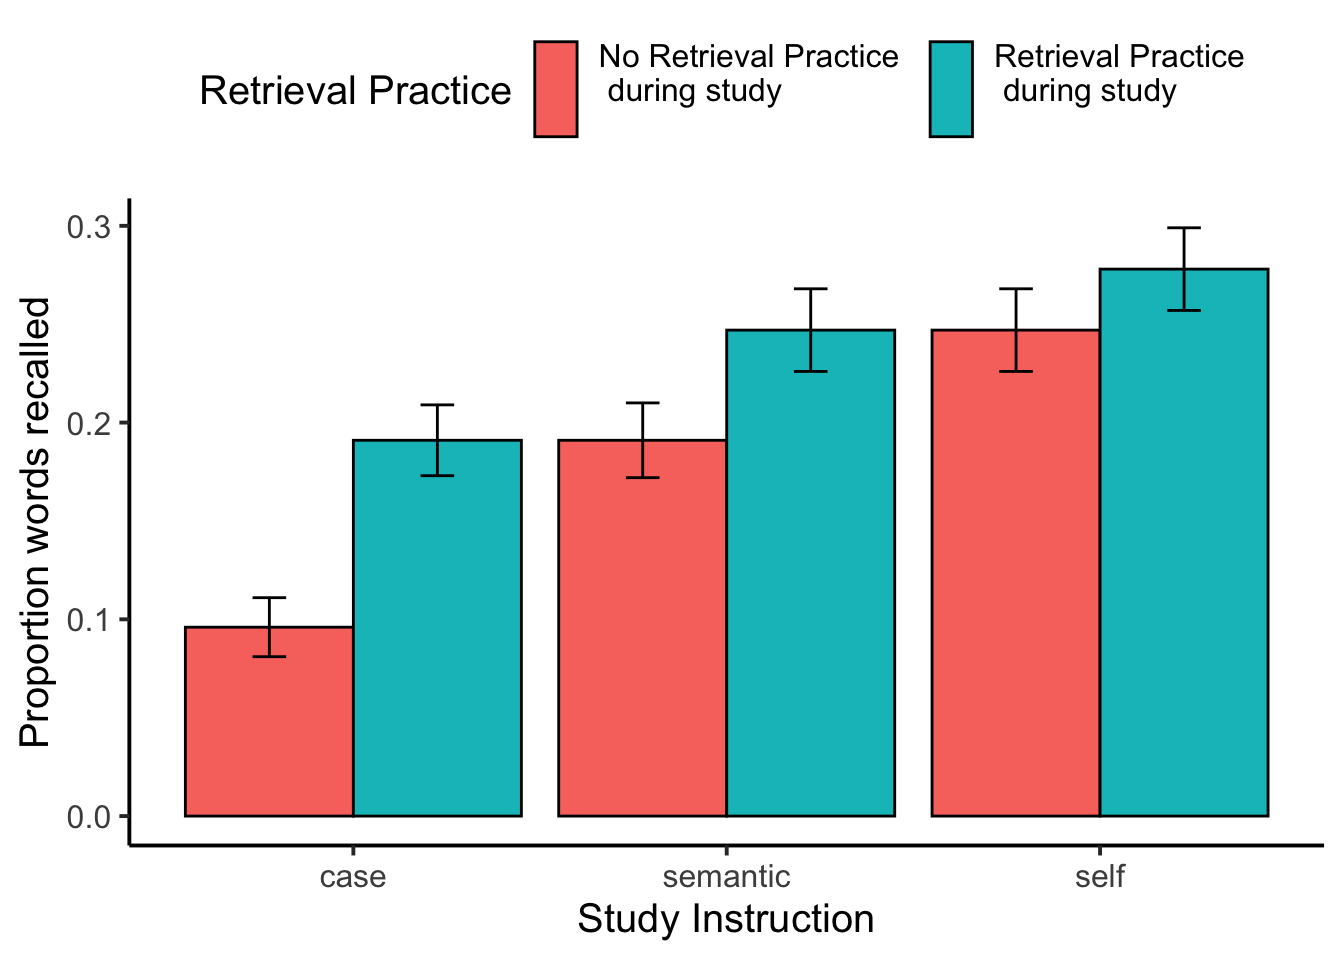 Retrieval Practice
No Retrieval Practice
during study
Retrieval Practice
during study
Proportion words recalled
0.3
0.2
0.1
0.0
case
semantic
self
Study Instruction